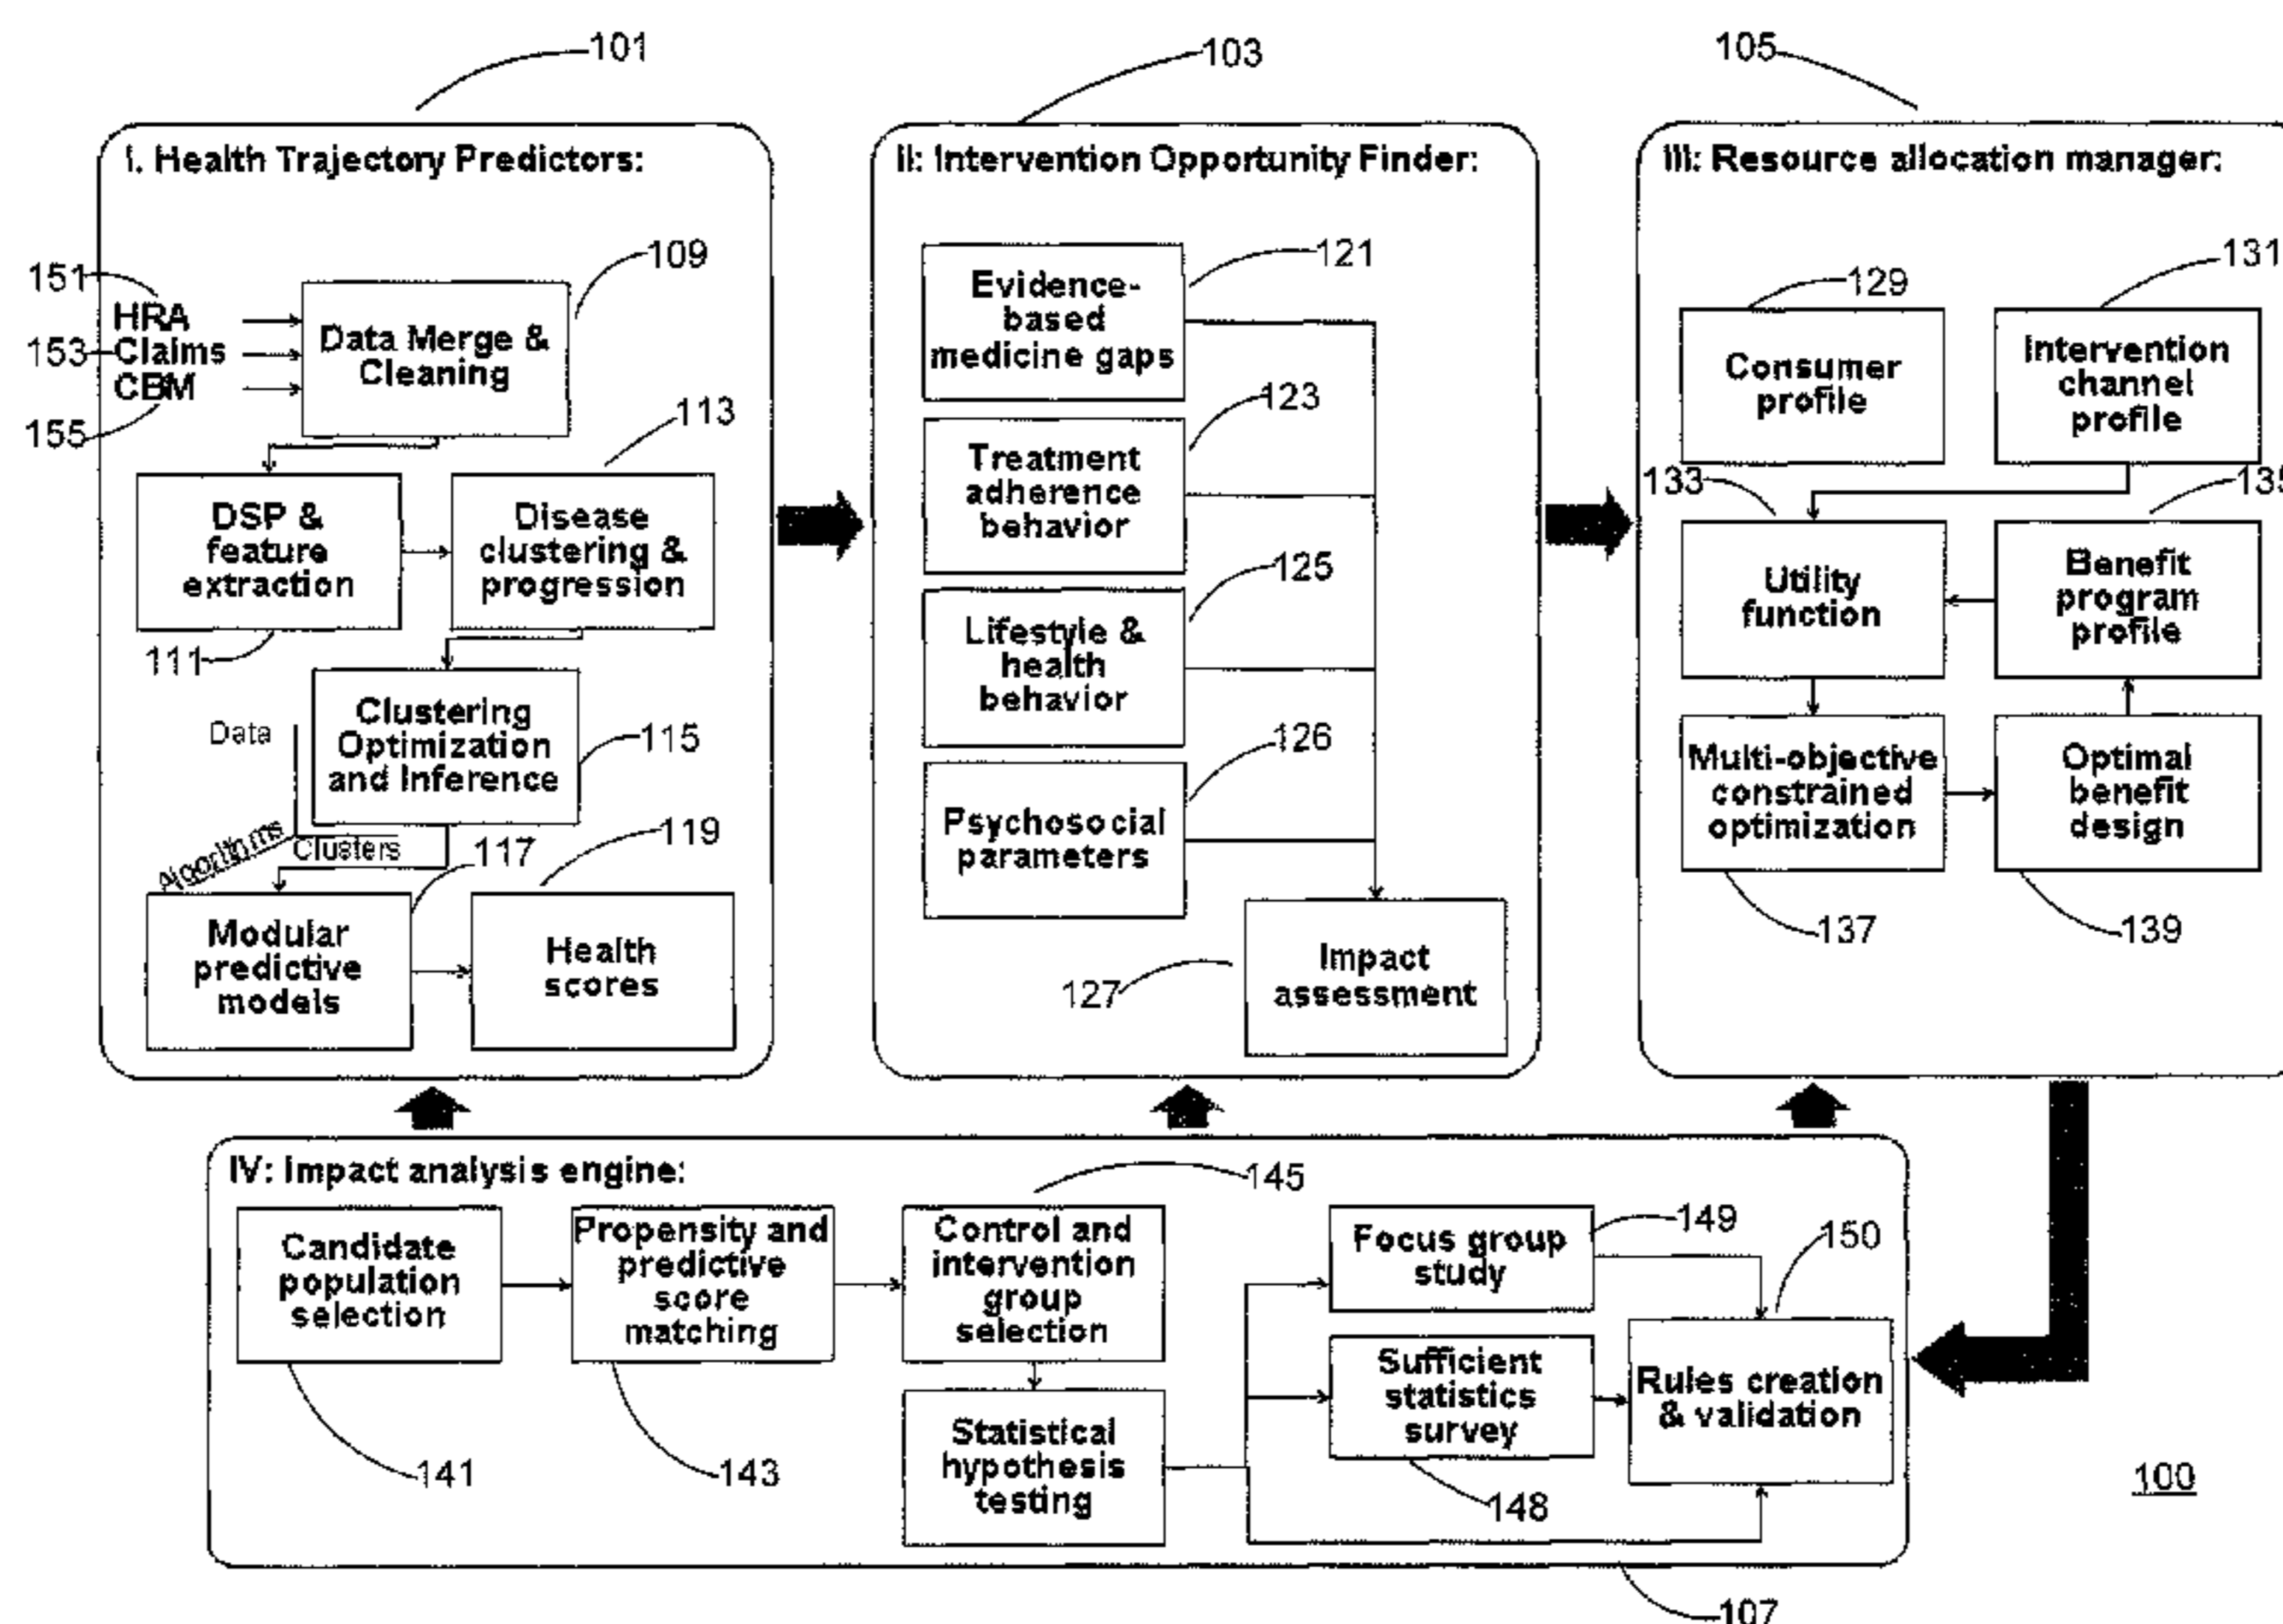 101
103
105
I. Health Trajectory Predictors:
151
HRA
153
Claims
CBM
155
109
Data Merge &
Cleaning
113
DSP &
feature
extraction
111
Disease
clustering &
progression
Clustering
Optimization
and Inference
115
Data
Algorithms
Clusters
117
119
Modular
predictive
models
Health
scores
II: Intervention Opportunity Finder:
Evidence-
based
medicine gaps
121
Treatment
adherence
behavior
123
Lifestyle &
health
behavior
125
Psychosocial
parameters
126
Impact
assessment
127
III: Resource allocation manager:
129
Consumer
profile
131
Intervention
channel
profile
133
Utility
function
135
Benefit
program
profile
Multi-objective
constrained
optimization
137
Optimal
benefit
design
139
IV: Impact analysis engine:
Candidate
population
selection
141
Propensity and
predictive
score
matching
143
145
Control and
intervention
group
selection
Statistical
hypothesis
testing
Focus group
study
149
Sufficient
statistics
survey
148
150
Rules creation
& validation
100
107